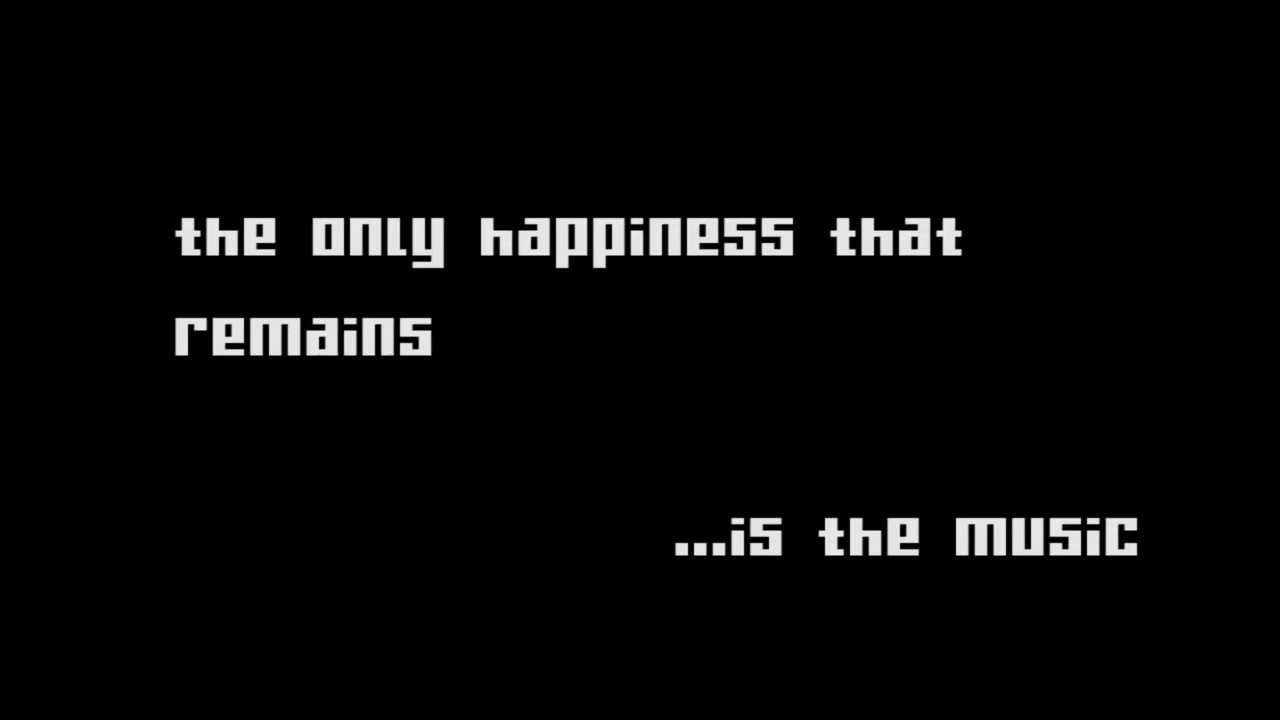 the only happiness that
remains
...is the music